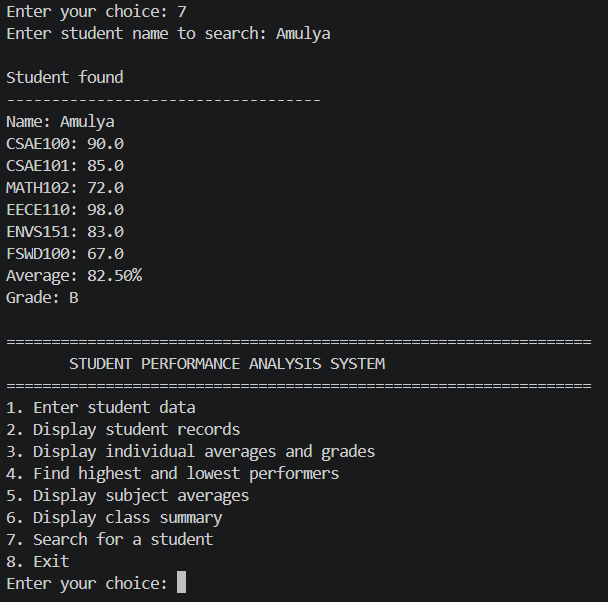 Enter your choice: 7
Enter student name to search: Amulya
Student found
-----------------------------------
Name: Amulya
CSAE100: 90.0
CSAE101: 85.0
MATH102: 72.0
EECE110: 98.0
ENVS151: 83.0
FSWD100: 67.0
Average: 82.50%
Grade: B
=================================================================
STUDENT PERFORMANCE ANALYSIS SYSTEM
=================================================================
1. Enter student data
2. Display student records
3. Display individual averages and grades
4. Find highest and lowest performers
5. Display subject averages
6. Display class summary
7. Search for a student
8. Exit
Enter your choice: